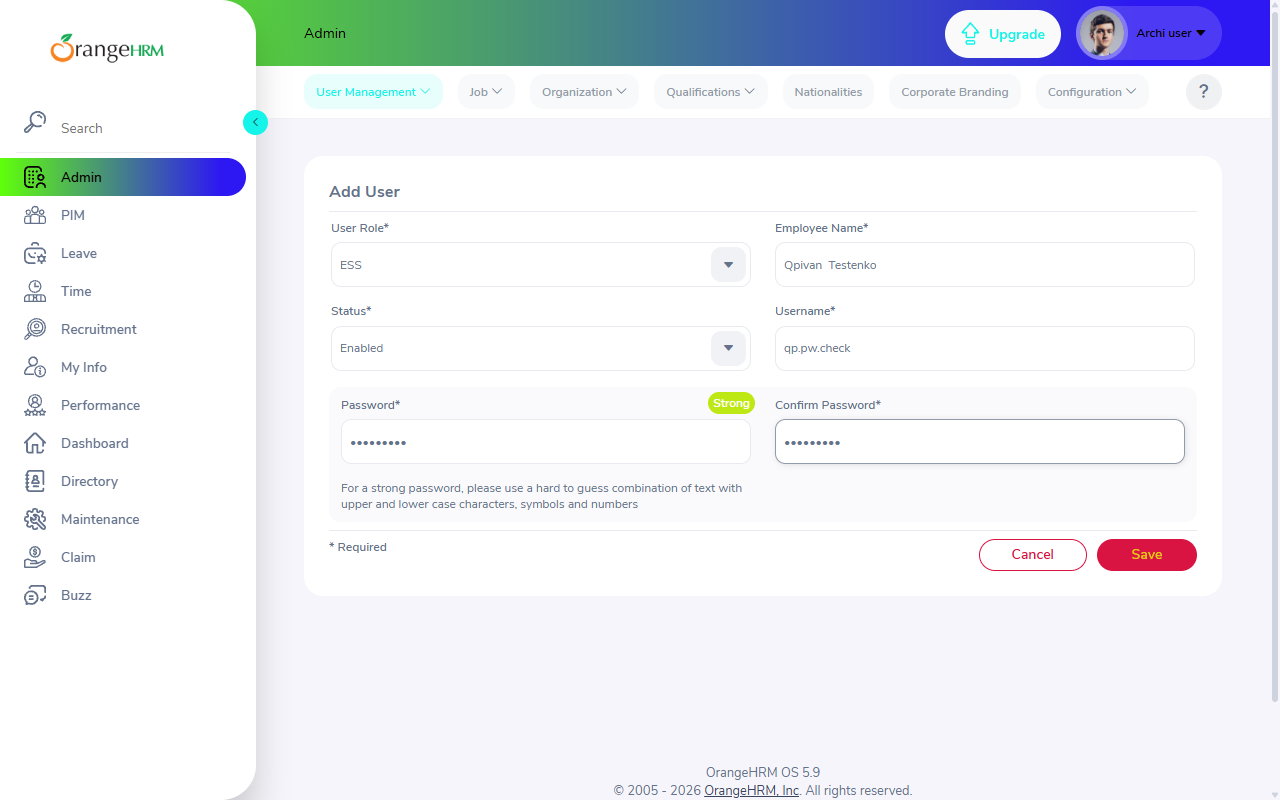 OrangeHRM
Admin
Upgrade
Archi user
User Management
Job
Organization
Qualifications
Nationalities
Corporate Branding
Configuration
?
Search
Admin
PIM
Leave
Time
Recruitment
My Info
Performance
Dashboard
Directory
Maintenance
Claim
Buzz
Add User
User Role*
Employee Name*
ESS
Qpivan  Testenko
Status*
Username*
Enabled
qp.pw.check
Password*
Strong
Confirm Password*
•••••••••
•••••••••
For a strong password, please use a hard to guess combination of text with
upper and lower case characters, symbols and numbers
* Required
Cancel
Save
OrangeHRM OS 5.9
© 2005 - 2026 OrangeHRM, Inc. All rights reserved.